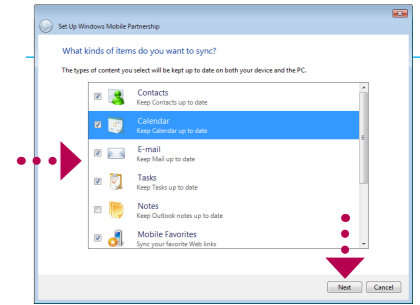 Set Up Windows Mobile Partnership
What kinds of items do you want to sync?
The types of content you select will be kept up to date on both your device and the PC.
Contacts
Keep Contacts up to date
Calendar
Keep Calendar up to date
E-mail
Keep Mail up to date
Tasks
Keep Tasks up to date
Notes
Keep Outlook notes up to date
Mobile Favorites
Sync your favorite Web links
Next Cancel